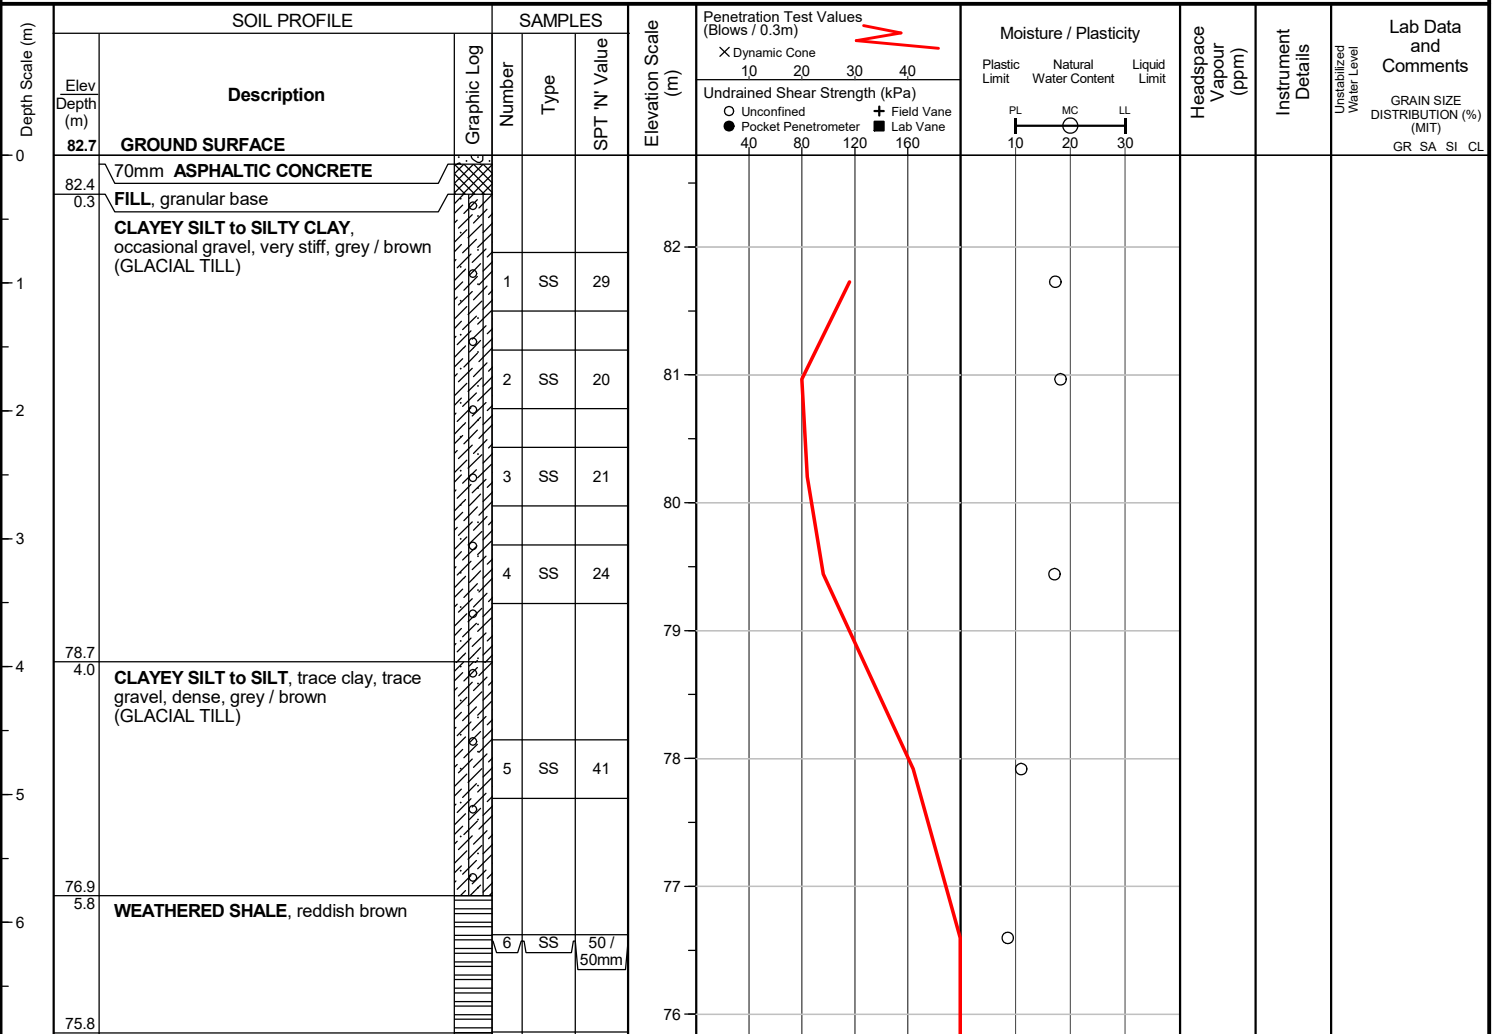 SOIL PROFILE
SAMPLES
Depth Scale (m)
Elev
Depth
(m)
Description
Graphic Log
Number
Type
SPT 'N' Value
Elevation Scale
(m)
Penetration Test Values
(Blows / 0.3m)
Dynamic Cone
10 20 30 40
Undrained Shear Strength (kPa)
Unconfined
Field Vane
Pocket Penetrometer
Lab Vane
40 80 120 160
Moisture / Plasticity
Plastic
Limit
Natural
Water Content
Liquid
Limit
PL MC LL
10 20 30
Headspace
Vapour
(ppm)
Instrument
Details
Unstabilized
Water Level
Lab Data
and
Comments
GRAIN SIZE
DISTRIBUTION (%)
(MIT)
GR SA SI CL
82.7 GROUND SURFACE
0
70mm ASPHALTIC CONCRETE
82.4
0.3
FILL, granular base
CLAYEY SILT to SILTY CLAY,
occasional gravel, very stiff, grey / brown
(GLACIAL TILL)
82
1
1 SS 29
2 SS 20
81
2
3 SS 21
80
3
4 SS 24
79
78.7
4.0
4
CLAYEY SILT to SILT, trace clay, trace
gravel, dense, grey / brown
(GLACIAL TILL)
78
5 SS 41
5
77
76.9
5.8
WEATHERED SHALE, reddish brown
6
6 SS 50 /
50mm
76
75.8